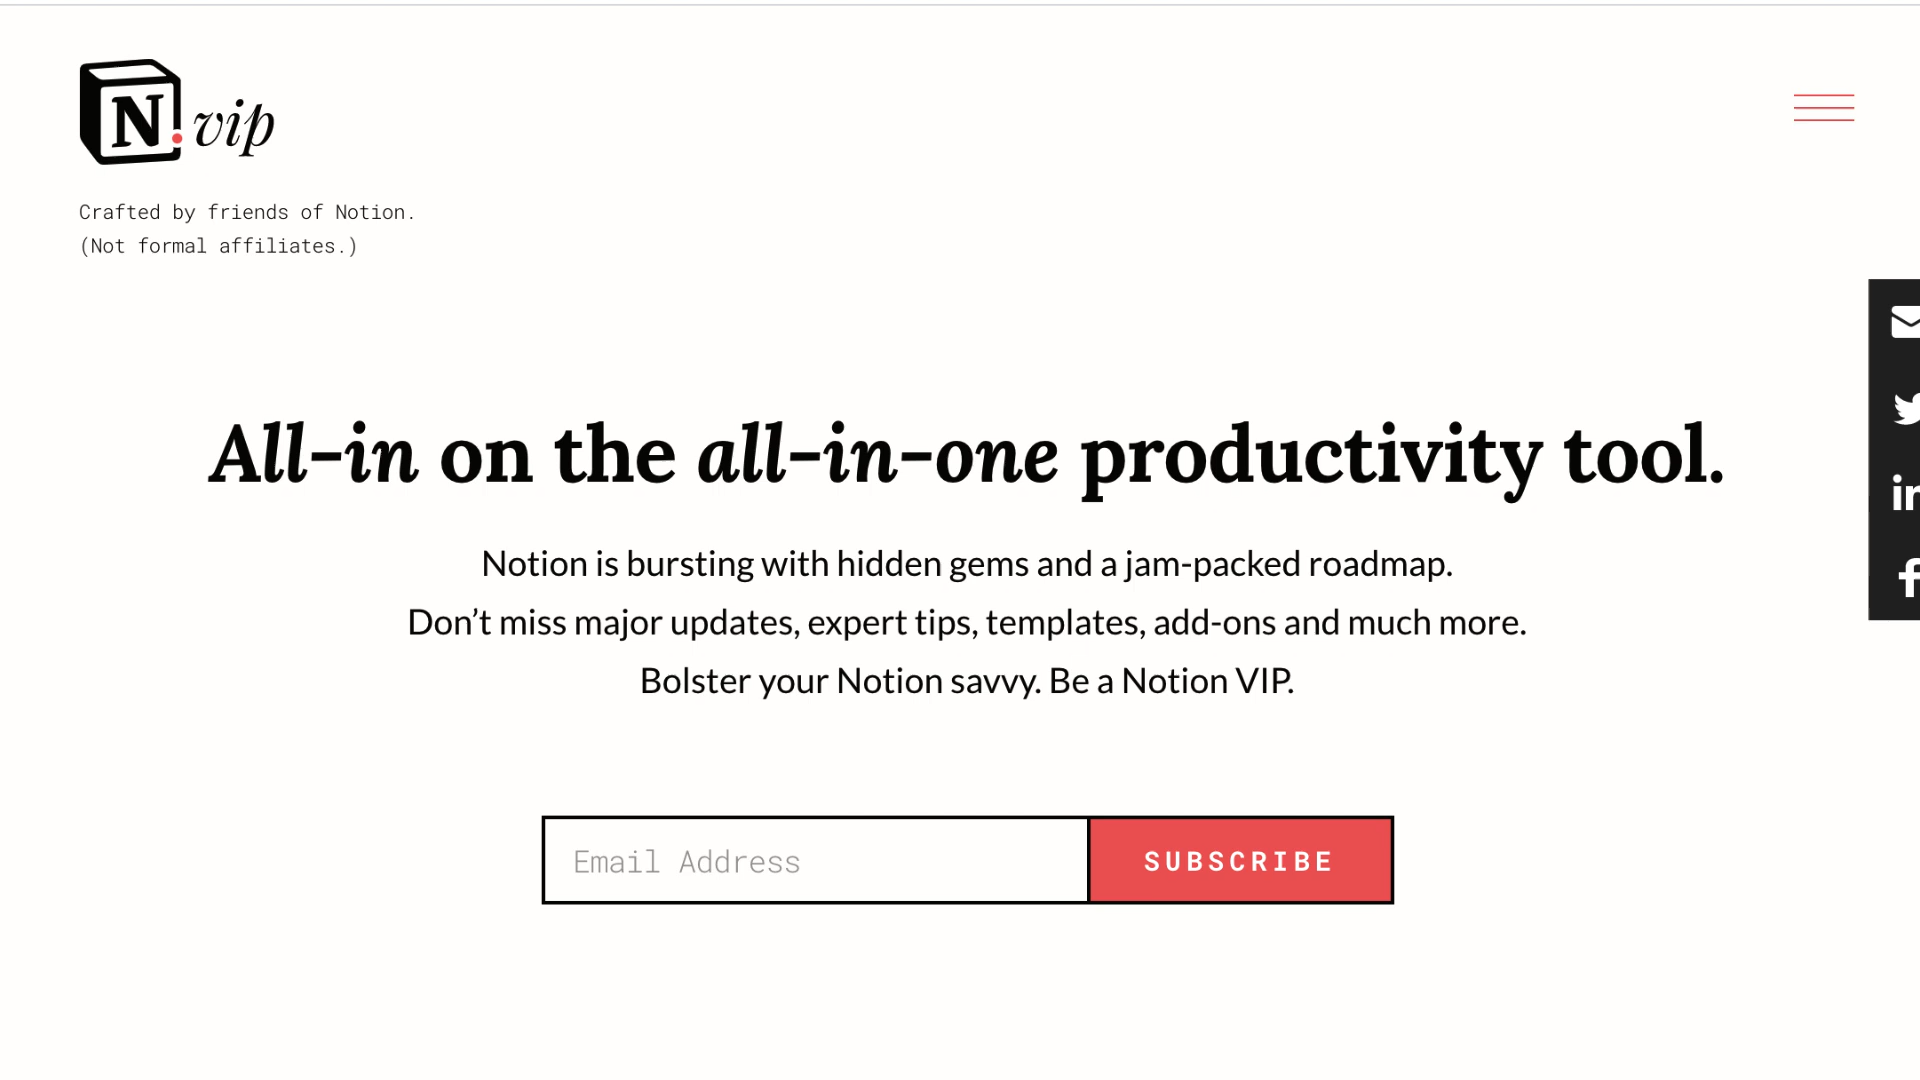 N.vip
Crafted by friends of Notion.
(Not formal affiliates.)
All-in on the all-in-one productivity tool.
Notion is bursting with hidden gems and a jam-packed roadmap.
Don’t miss major updates, expert tips, templates, add-ons and much more.
Bolster your Notion savvy. Be a Notion VIP.
Email Address
SUBSCRIBE